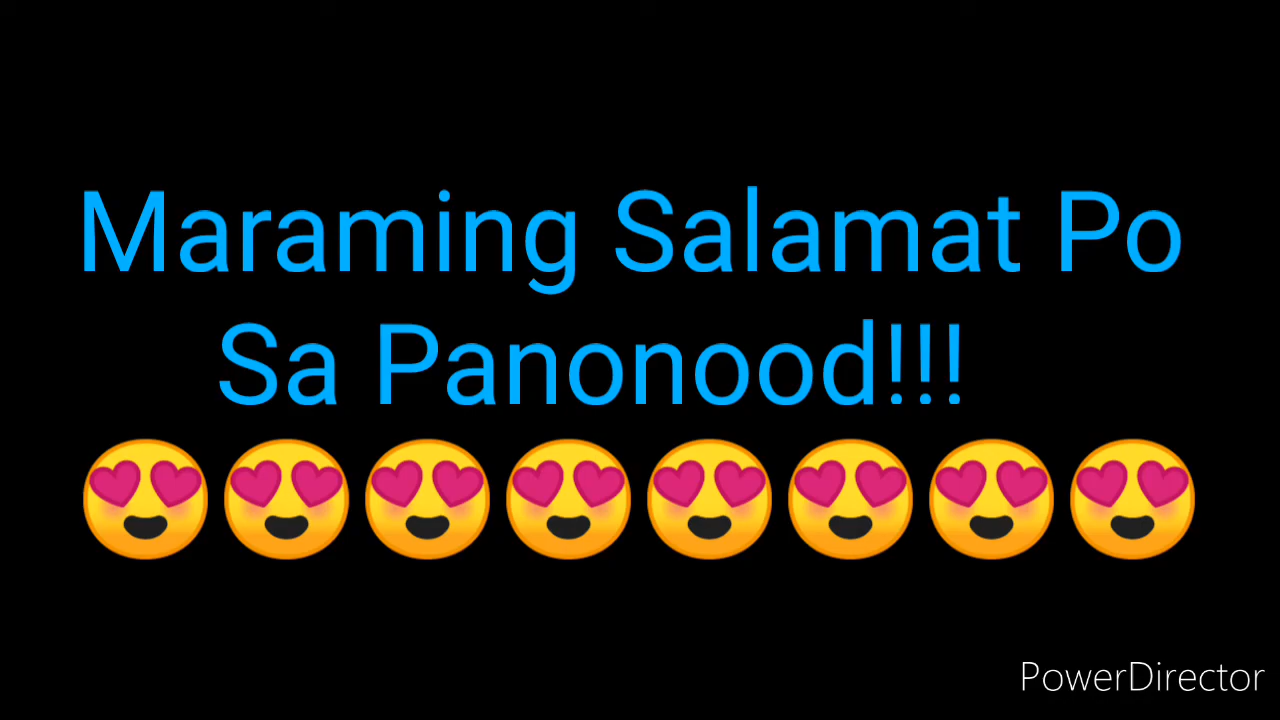 Maraming Salamat Po
Sa Panonood!!!
😍😍😍😍😍😍😍😍
PowerDirector